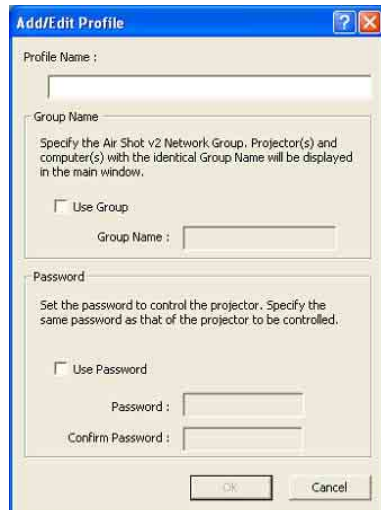 Add/Edit Profile
Profile Name :
Group Name
Specify the Air Shot v2 Network Group. Projector(s) and
computer(s) with the identical Group Name will be displayed
in the main window.
Use Group
Group Name :
Password
Set the password to control the projector. Specify the
same password as that of the projector to be controlled.
Use Password
Password :
Confirm Password :
Ok
Cancel